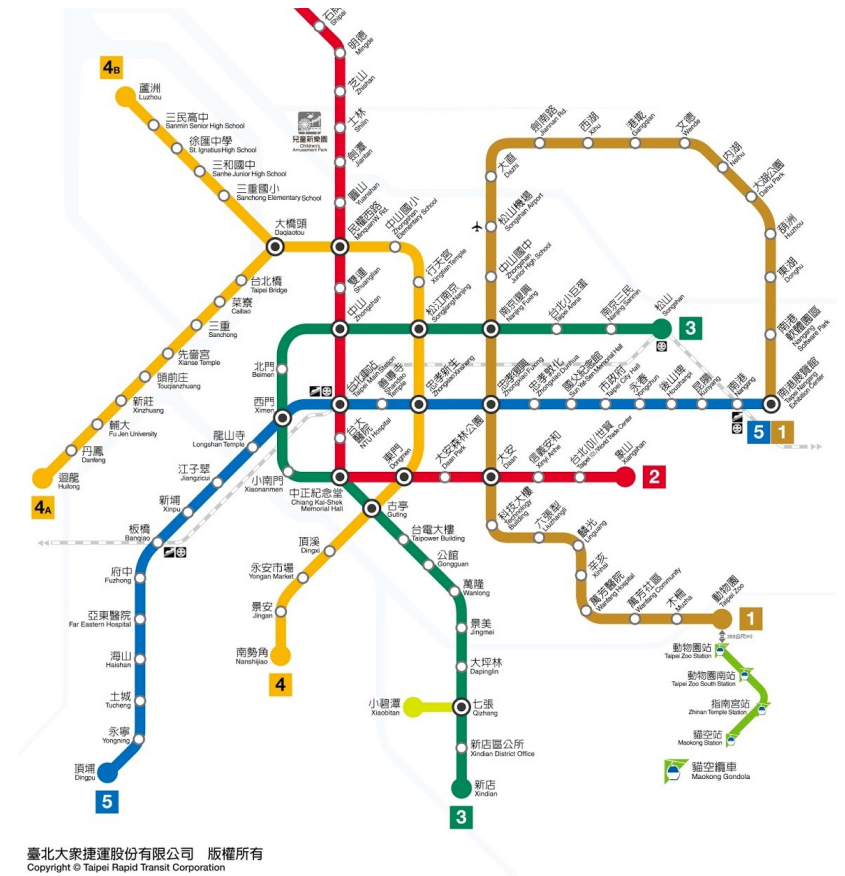 明德
Mingde
芝山
Zhishan
士林
Shilin
兒童新樂園
Children's
Amusement Park
劍潭
Jiantan
圓山
Yuanshan
4B
蘆洲
Luzhou
三民高中
Sanmin Senior High School
徐匯中學
St. Ignatius High School
三和國中
Sanhe Junior High School
三重國小
Sanchong Elementary School
大橋頭
Daqiaotou
民權西路
Minquan W. Rd.
中山國小
Zhongshan
Elementary School
行天宮
Xingtian Temple
雙連
Shuanglian
中山
Zhongshan
松江南京
Songjiang Nanjing
台北橋
Taipei Bridge
菜寮
Cailiao
三重
Sanchong
先嗇宮
Xianse Temple
頭前庄
Touqianzhuang
新莊
Xinzhuang
輔大
Fu Jen University
丹鳳
Danfeng
迴龍
Huilong
4A
劍南路
Jiannan Rd.
西湖
Xihu
港墘
Gangqian
文德
Wende
內湖
Neihu
大湖公園
Dahu Park
葫洲
Huzhou
東湖
Donghu
南港
軟體園區
Nangang
Software Park
南港展覽館
Taipei Nangang
Exhibition Center
5
1
大直
Dazhi
松山機場
Songshan Airport
中山國中
Zhongshan
Junior High School
南京復興
Nanjing Fuxing
台北小巨蛋
Taipei Arena
南京三民
Nanjing Sanmin
松山
Songshan
3
北門
Beimen
西門
Ximen
台北車站
Taipei Main Station
善導寺
Shandao
Temple
忠孝新生
Zhongxiao Xinsheng
忠孝復興
Zhongxiao Fuxing
忠孝敦化
Zhongxiao Dunhua
國父紀念館
Sun Yat-Sen Memorial Hall
市政府
Taipei City Hall
永春
Yongchun
後山埤
Houshanpi
昆陽
Kunyang
南港
Nangang
龍山寺
Longshan Temple
江子翠
Jiangzicui
新埔
Xinpu
板橋
Banqiao
府中
Fuzhong
亞東醫院
Far Eastern Hospital
海山
Haishan
土城
Tucheng
永寧
Yongning
頂埔
Dingpu
5
台大
醫院
NTU Hospital
小南門
Xiaonanmen
中正紀念堂
Chiang Kai-Shek
Memorial Hall
東門
Dongmen
大安森林公園
Daan Park
大安
Daan
信義安和
Xinyi Anhe
台北101/世貿
Taipei 101/World Trade Center
象山
Xiangshan
2
古亭
Guting
頂溪
Dingxi
永安市場
Yongan Market
景安
Jingan
南勢角
Nanshijiao
4
台電大樓
Taipower Building
公館
Gongguan
萬隆
Wanlong
景美
Jingmei
大坪林
Dapinglin
小碧潭
Xiaobitan
七張
Qizhang
新店區公所
Xindian District Office
新店
Xindian
3
科技大樓
Technology
Building
六張犁
Liuzhangli
麟光
Linguang
辛亥
Xinhai
萬芳醫院
Wanfang Hospital
萬芳社區
Wanfang Community
木柵
Muzha
動物園
Taipei Zoo
1
動物園站
Taipei Zoo Station
動物園南站
Taipei Zoo South Station
指南宮站
Zhinan Temple Station
貓空站
Maokong Station
貓空纜車
Maokong Gondola
臺北大眾捷運股份有限公司 版權所有
Copyright © Taipei Rapid Transit Corporation